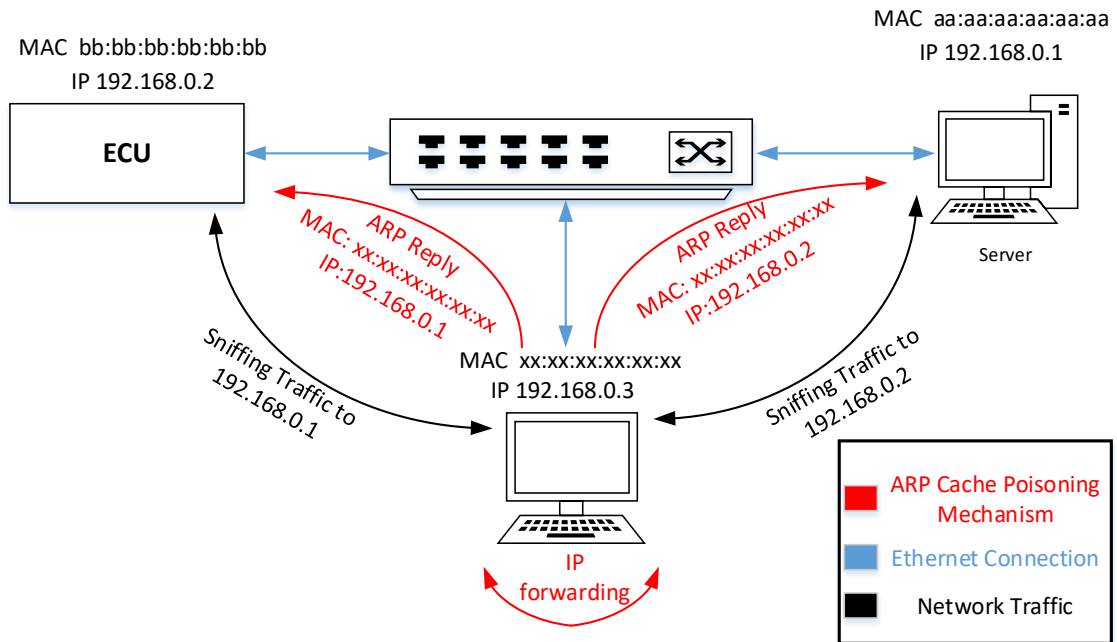 MAC aa:aa:aa:aa:aa:aa
IP 192.168.0.1
MAC bb:bb:bb:bb:bb:bb
IP 192.168.0.2
ECU
ARP Reply
MAC: xx:xx:xx:xx:xx:xx
IP:192.168.0.1
ARP Reply
MAC: xx:xx:xx:xx:xx:xx
IP:192.168.0.2
Server
Sniffing Traffic to
192.168.0.1
MAC xx:xx:xx:xx:xx:xx
IP 192.168.0.3
Sniffing Traffic to
192.168.0.2
IP
forwarding
ARP Cache Poisoning
Mechanism
Ethernet Connection
Network Traffic